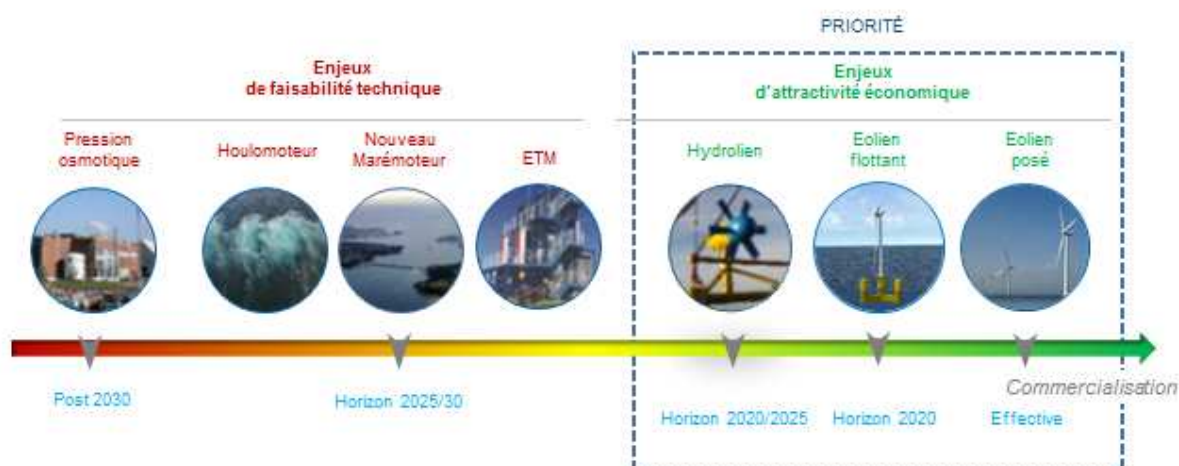 PRIORITÉ
Enjeux
de faisabilité technique
Enjeux
d'attractivité économique
Pression
osmotique
Houlomoteur
Nouveau
Marémoteur
ETM
Hydrolien
Eolien
flottant
Eolien
posé
Commercialisation
Post 2030
Horizon 2025/30
Horizon 2020/2025
Horizon 2020
Effective